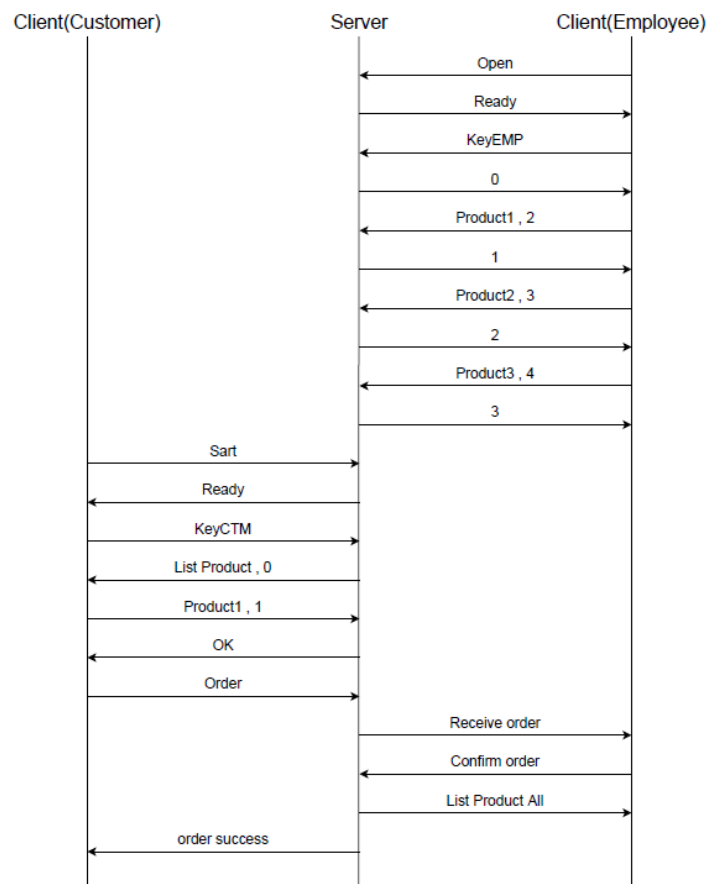 Client(Customer) Server Client(Employee)
Open
Ready
KeyEMP
0
Product1 , 2
1
Product2 , 3
2
Product3 , 4
3
Sart
Ready
KeyCTM
List Product , 0
Product1 , 1
OK
Order
Receive order
Confirm order
List Product All
order success